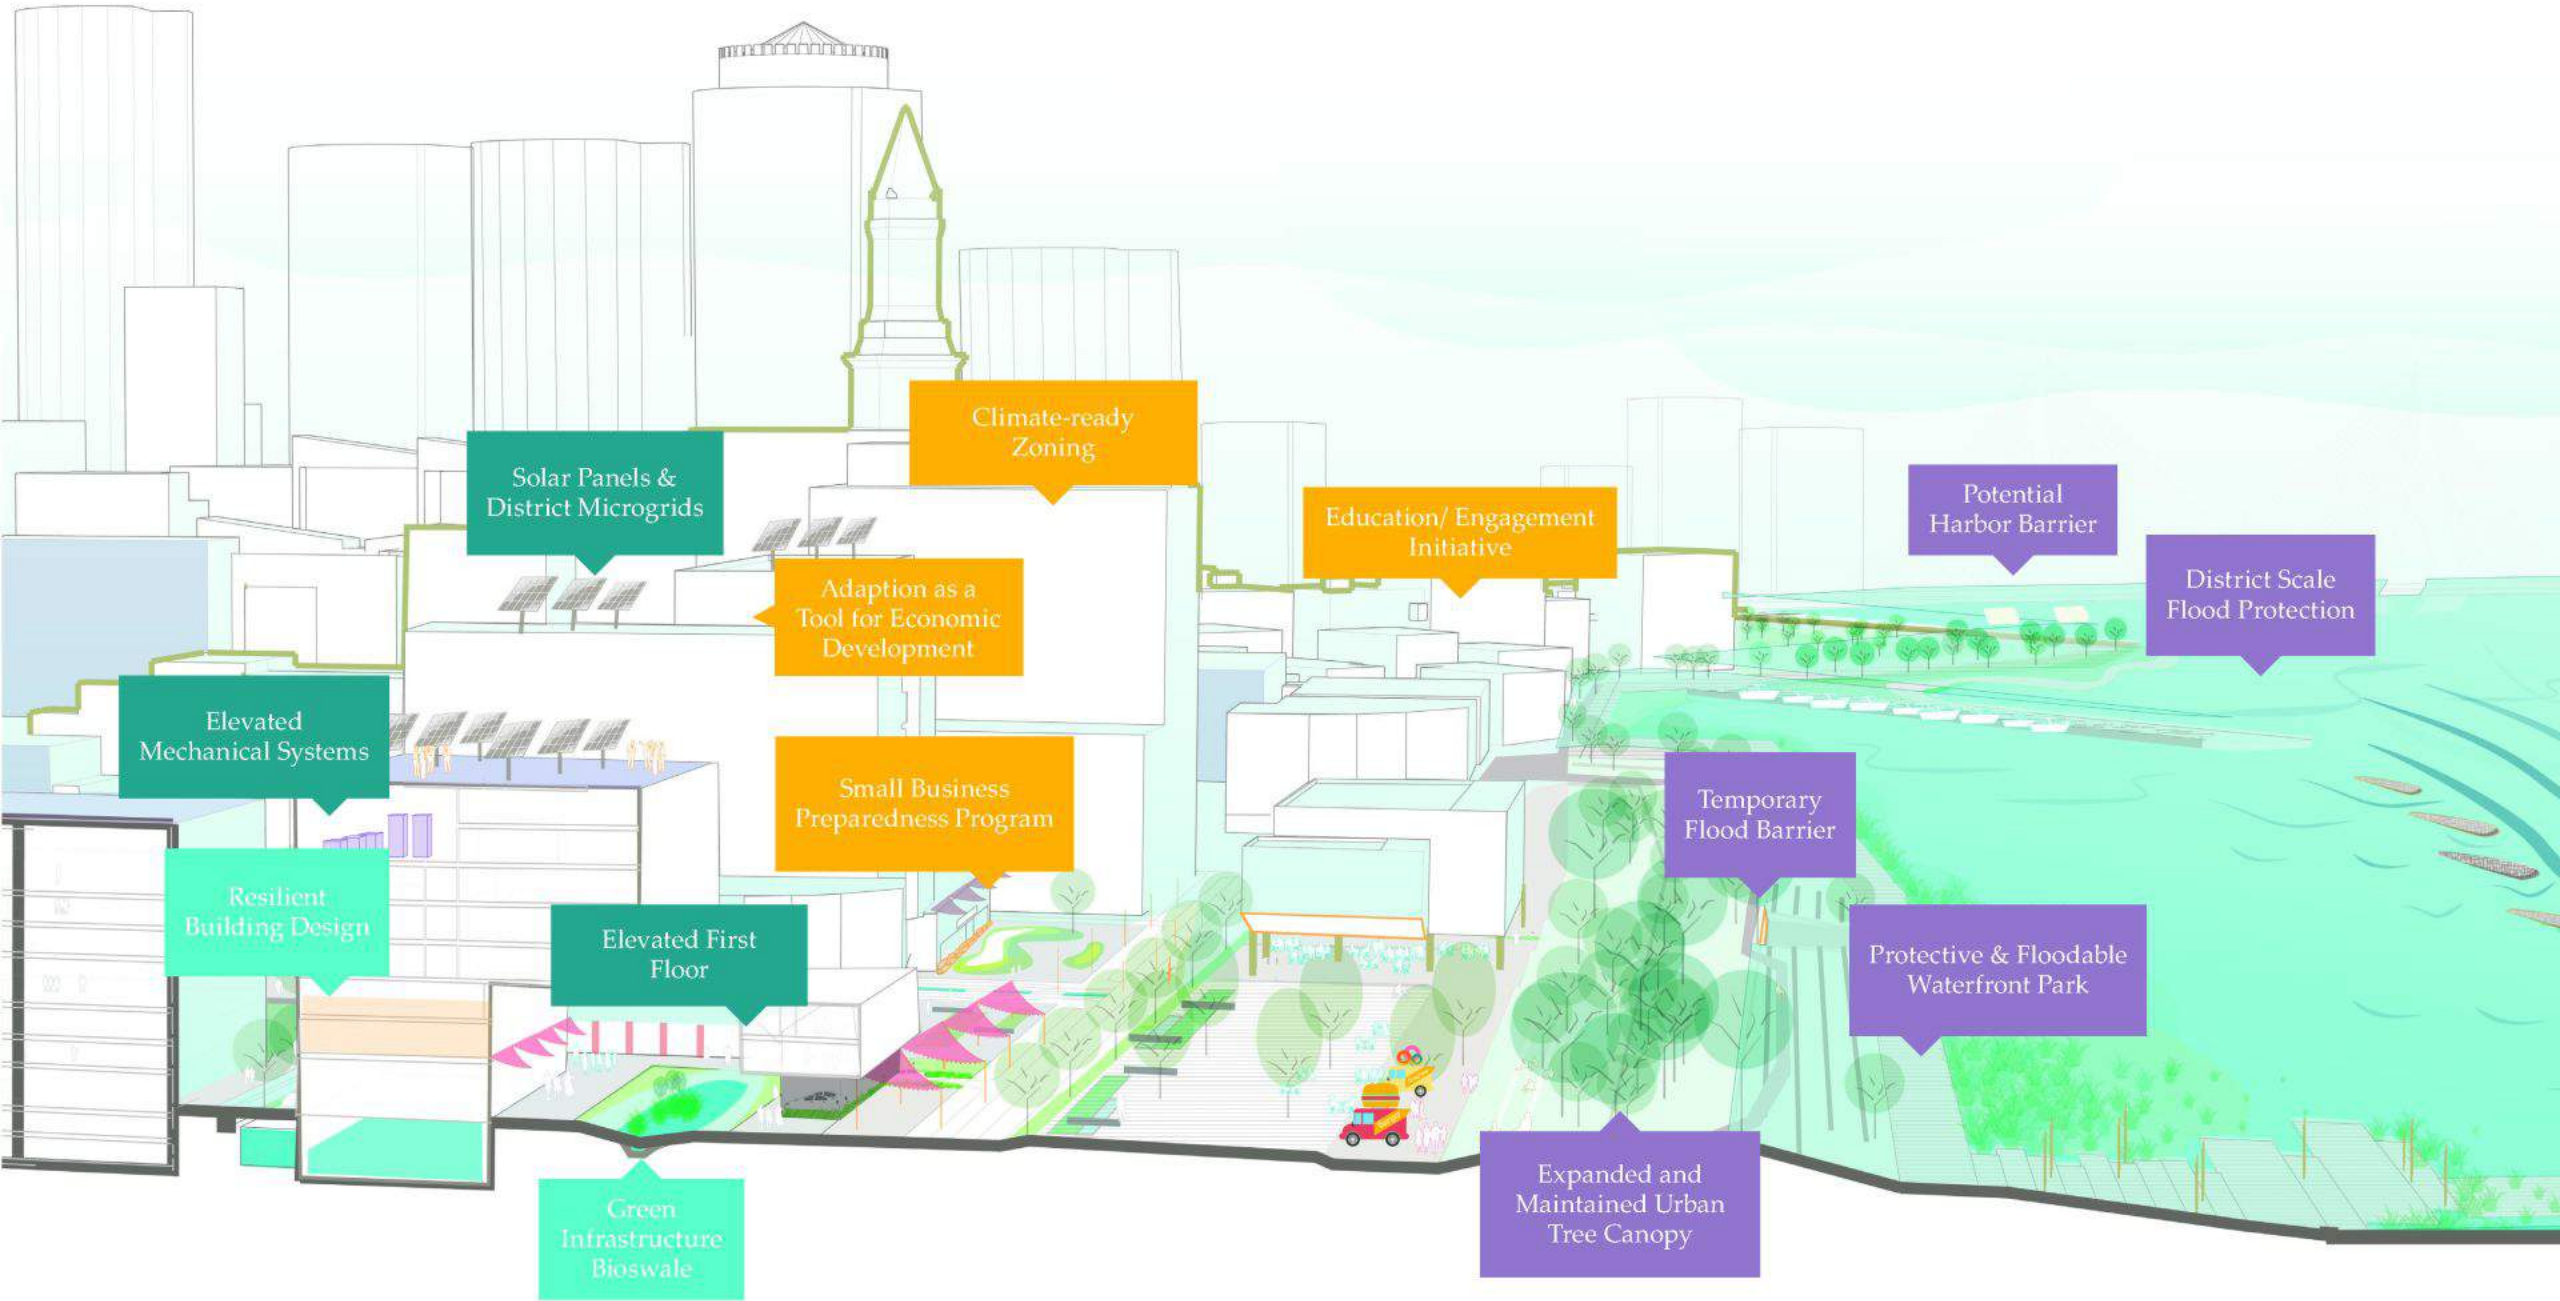 Climate-ready
Zoning
Solar Panels &
District Microgrids
Education/ Engagement
Initiative
Potential
Harbor Barrier
District Scale
Flood Protection
Adaption as a
Tool for Economic
Development
Elevated
Mechanical Systems
Small Business
Preparedness Program
Temporary
Flood Barrier
Resilient
Building Design
Elevated First
Floor
Protective & Floodable
Waterfront Park
Expanded and
Maintained Urban
Tree Canopy
Green
Infrastructure
Bioswale